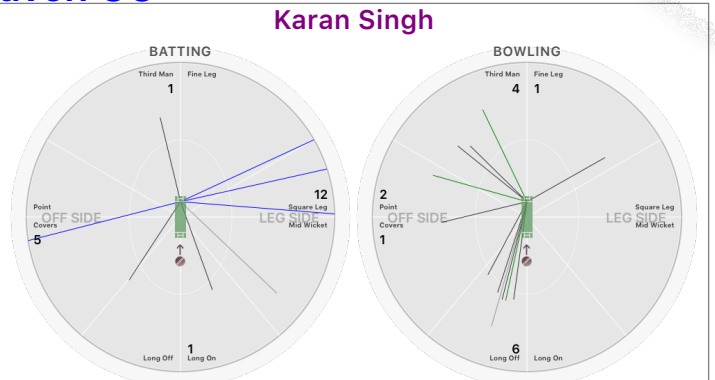 Karan Singh
BATTING
Third Man Fine Leg
1
12
Point Square Leg
OFF SIDE LEG SIDE
Covers Mid Wicket
5
1
Long Off Long On
BOWLING
Third Man Fine Leg
4 1
2
Point Square Leg
OFF SIDE LEG SIDE
Covers Mid Wicket
1
6
Long Off Long On